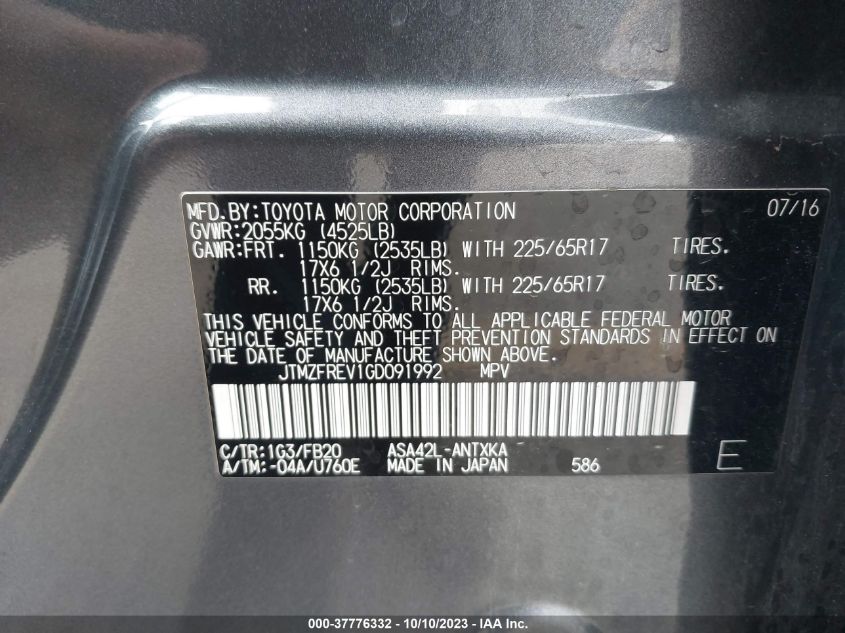 MFD.BY:TOYOTA MOTOR CORPORATION 07/16
GVWR:2055KG (4525LB)
GAWR:FRT. 1150KG (2535LB) WITH 225/65R17 TIRES.
17X6 1/2J RIMS.
RR. 1150KG (2535LB) WITH 225/65R17 TIRES.
17X6 1/2J RIMS.
THIS VEHICLE CONFORMS TO ALL APPLICABLE FEDERAL MOTOR
VEHICLE SAFETY AND THEFT PREVENTION STANDARDS IN EFFECT ON
THE DATE OF MANUFACTURE SHOWN ABOVE.
JTMZFREV1GD091992 MPV
C/TR:1G3/FB20 ASA42L-ANTXKA
A/TM:-04A/U760E MADE IN JAPAN 586 E
000-37776332 - 10/10/2023 - IAA Inc.